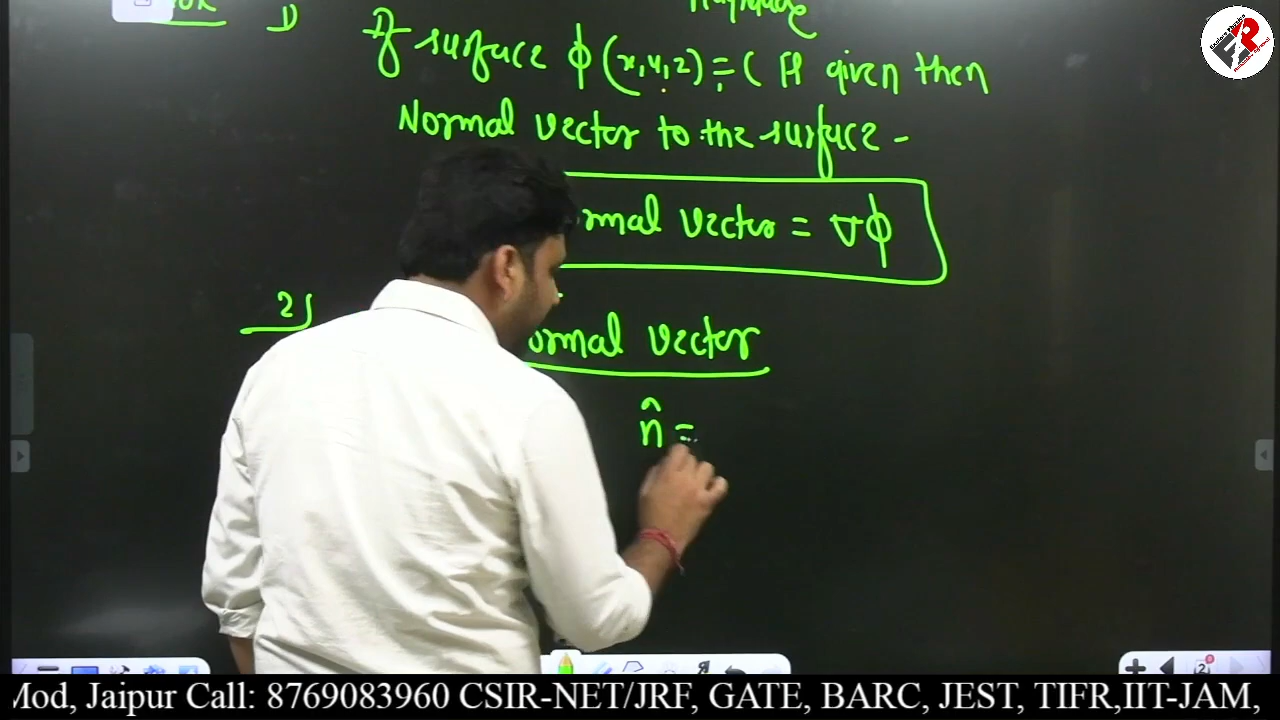 1)
If surface ϕ(x,y,z)=C is given then
Normal vector to the surface -
rmal vector = ∇ϕ
2)
ormal vector
n̂ =
Mod, Jaipur Call: 8769083960 CSIR-NET/JRF, GATE, BARC, JEST, TIFR,IIT-JAM,